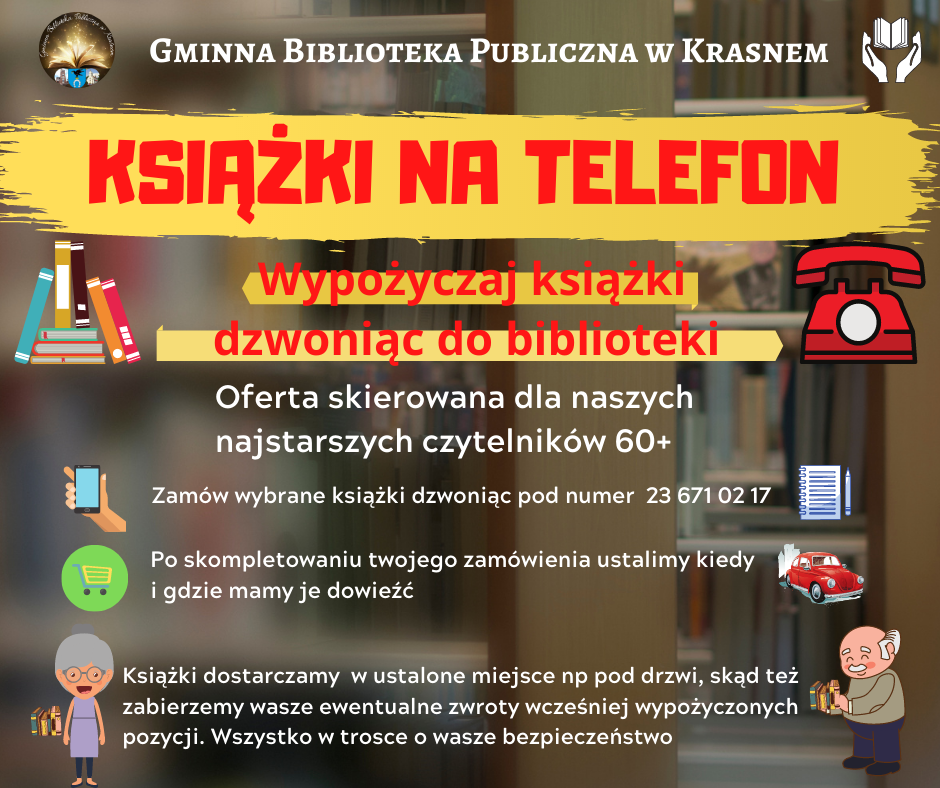 Gminna Biblioteka Publiczna w Krasnem
KSIĄŻKI NA TELEFON
Wypożyczaj książki
dzwoniąc do biblioteki
Oferta skierowana dla naszych
najstarszych czytelników 60+
Zamów wybrane książki dzwoniąc pod numer 23 671 02 17
Po skompletowaniu twojego zamówienia ustalimy kiedy
i gdzie mamy je dowieźć
Książki dostarczamy w ustalone miejsce np pod drzwi, skąd też
zabierzemy wasze ewentualne zwroty wcześniej wypożyczonych
pozycji. Wszystko w trosce o wasze bezpieczeństwo